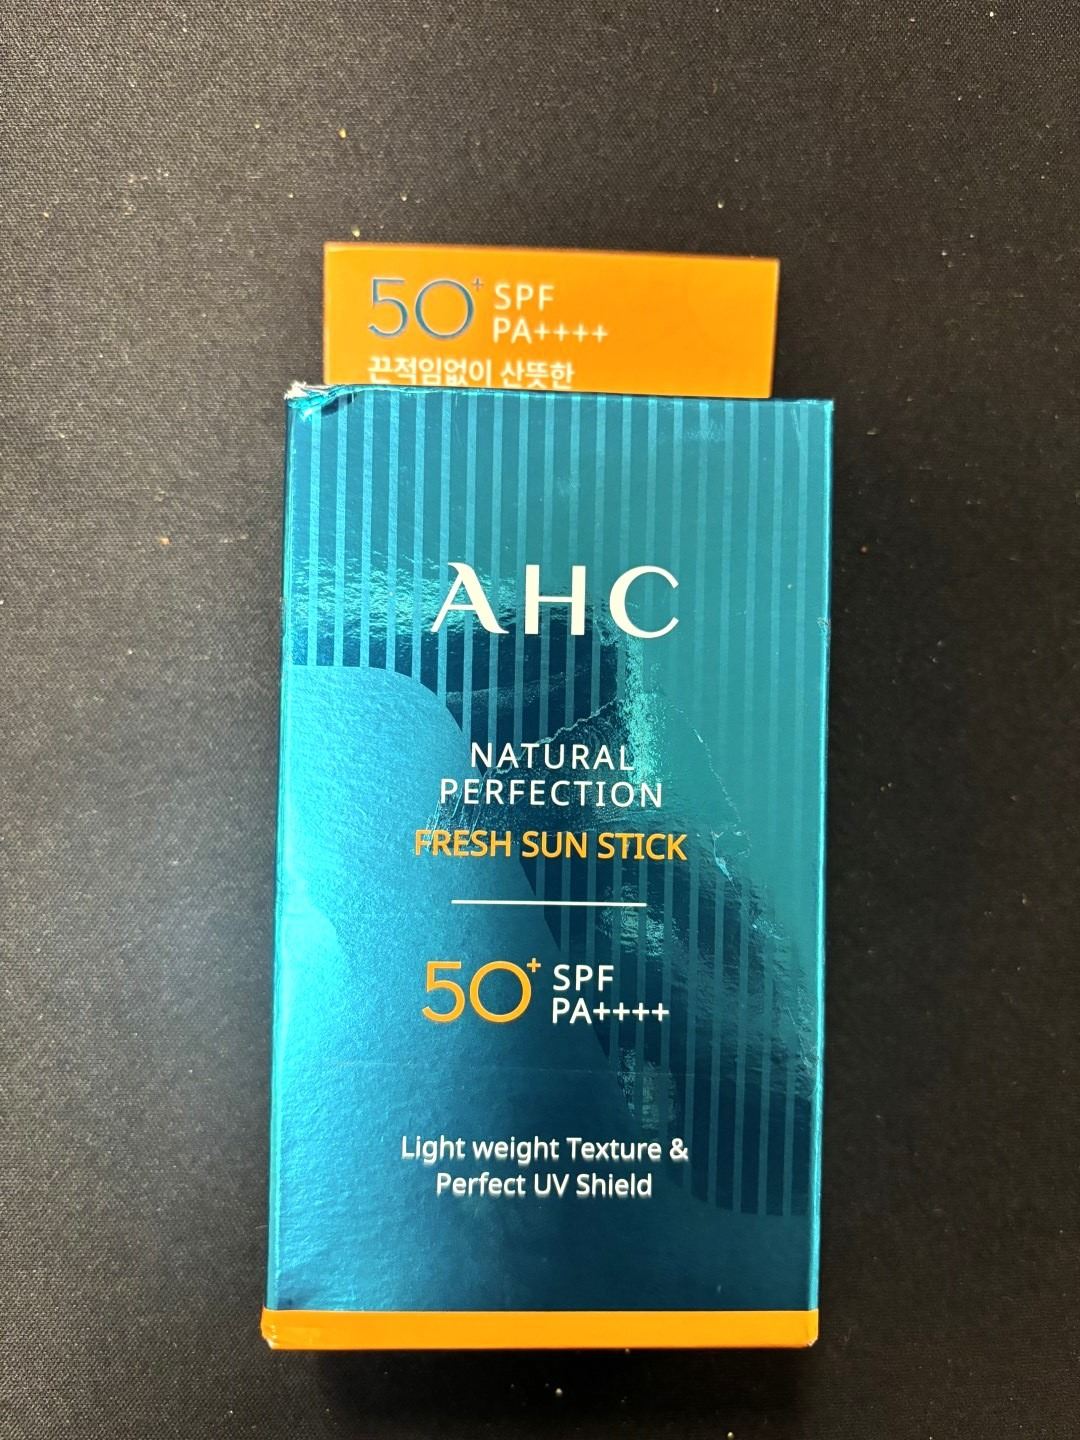 50+ SPF
PA++++
끈적임없이 산뜻한
AHC
NATURAL
PERFECTION
FRESH SUN STICK
50+ SPF
PA++++
Light weight Texture &
Perfect UV Shield